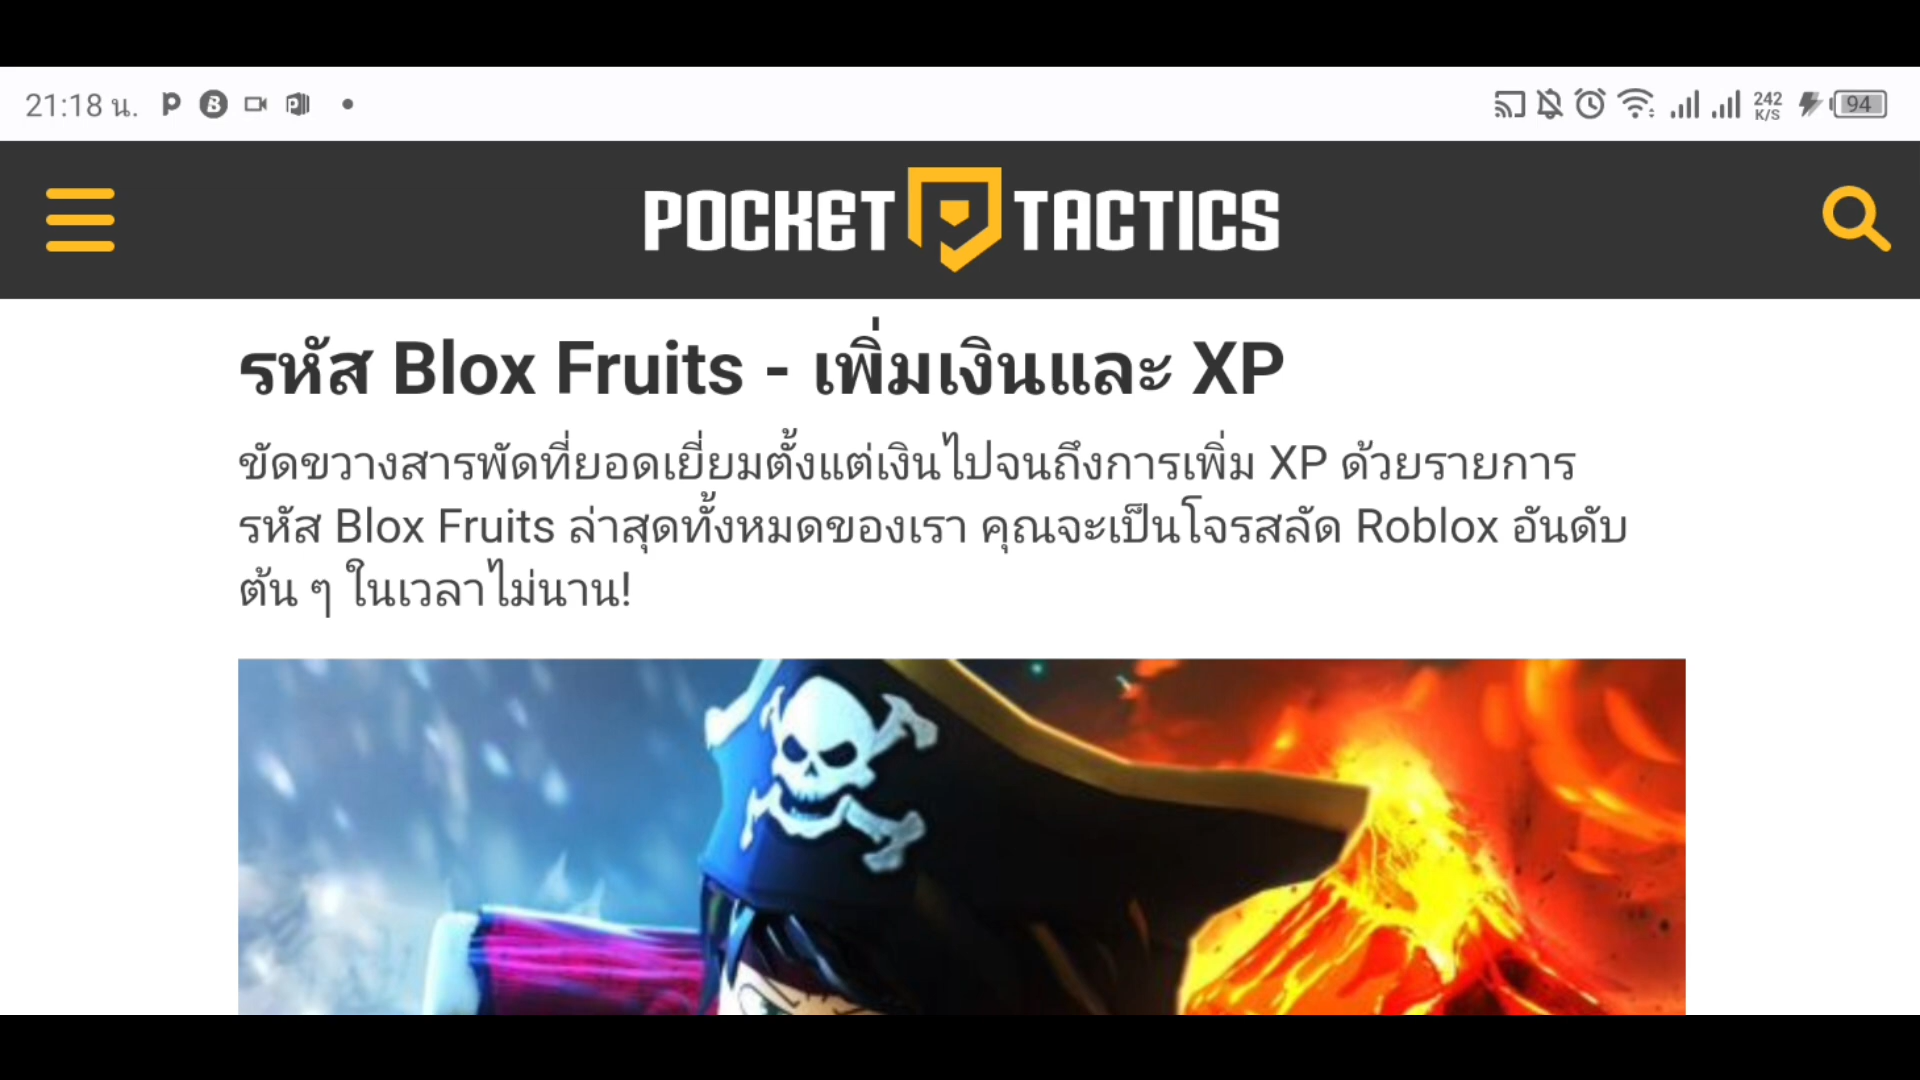 21:18 น.
242
K/S
94
POCKET TACTICS
รหัส Blox Fruits - เพิ่มเงินและ XP
ขัดขวางสารพัดที่ยอดเยี่ยมตั้งแต่เงินไปจนถึงการเพิ่ม XP ด้วยรายการ
รหัส Blox Fruits ล่าสุดทั้งหมดของเรา คุณจะเป็นโจรสลัด Roblox อันดับ
ต้น ๆ ในเวลาไม่นาน!